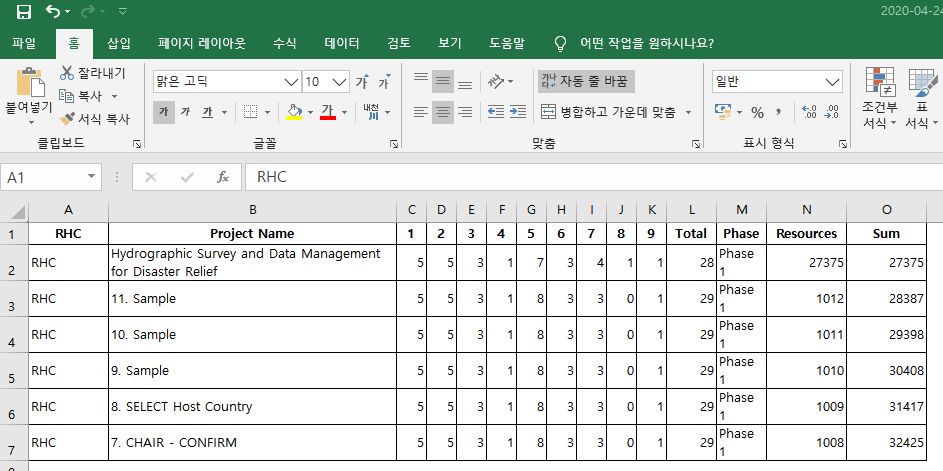 2020-04-24
파일 홈 삽입 페이지 레이아웃 수식 데이터 검토 보기 도움말 어떤 작업을 원하시나요?
붙여넣기
잘라내기
복사
서식 복사
클립보드
맑은 고딕 10 가 가
가 가 가 가 내천
글꼴
가나다 자동 줄 바꿈
병합하고 가운데 맞춤
맞춤
일반
% , .00 .00
표시 형식
조건부
서식
표
서식
A1 fx RHC
A B C D E F G H I J K L M N O
1 RHC Project Name 1 2 3 4 5 6 7 8 9 Total Phase Resources Sum
2 RHC Hydrographic Survey and Data Management
for Disaster Relief 5 5 3 1 7 3 4 1 1 28 Phase
1 27375 27375
3 RHC 11. Sample 5 5 3 1 8 3 3 0 1 29 Phase
1 1012 28387
4 RHC 10. Sample 5 5 3 1 8 3 3 0 1 29 Phase
1 1011 29398
5 RHC 9. Sample 5 5 3 1 8 3 3 0 1 29 Phase
1 1010 30408
6 RHC 8. SELECT Host Country 5 5 3 1 8 3 3 0 1 29 Phase
1 1009 31417
7 RHC 7. CHAIR - CONFIRM 5 5 3 1 8 3 3 0 1 29 Phase
1 1008 32425